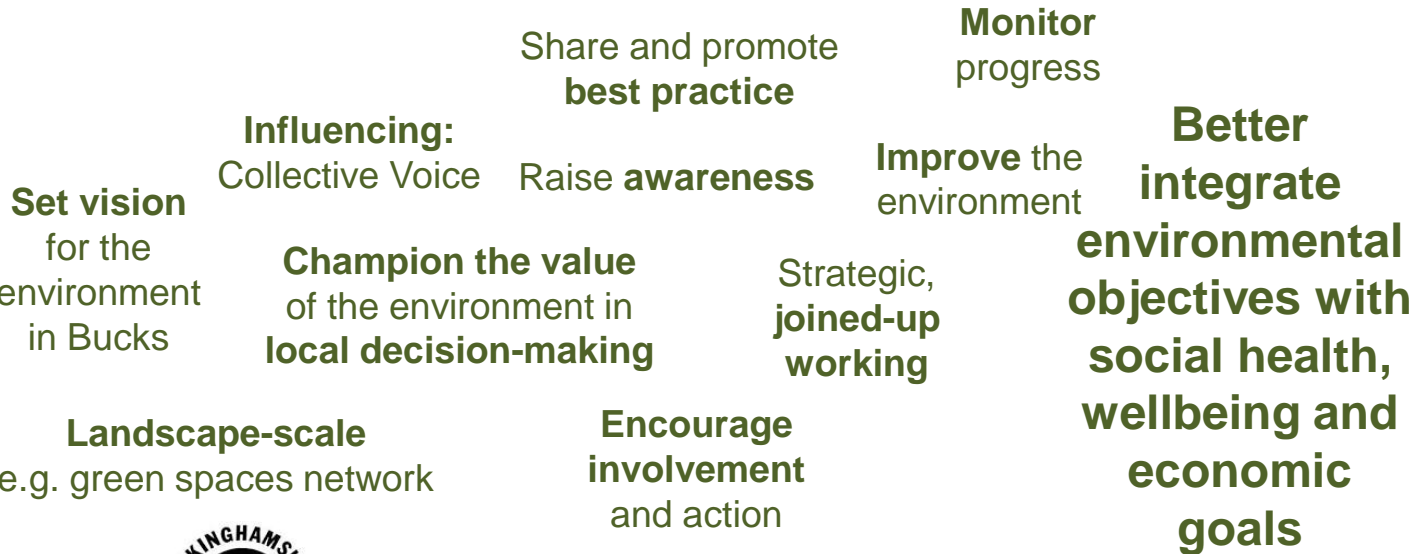 Monitor
progress
Share and promote
best practice
Influencing:
Collective Voice
Raise awareness
Improve the
environment
Better
integrate
environmental
objectives with
social health,
wellbeing and
economic
goals
Set vision
for the
environment
in Bucks
Champion the value
of the environment in
local decision-making
Strategic,
joined-up
working
Landscape-scale
e.g. green spaces network
Encourage
involvement
and action